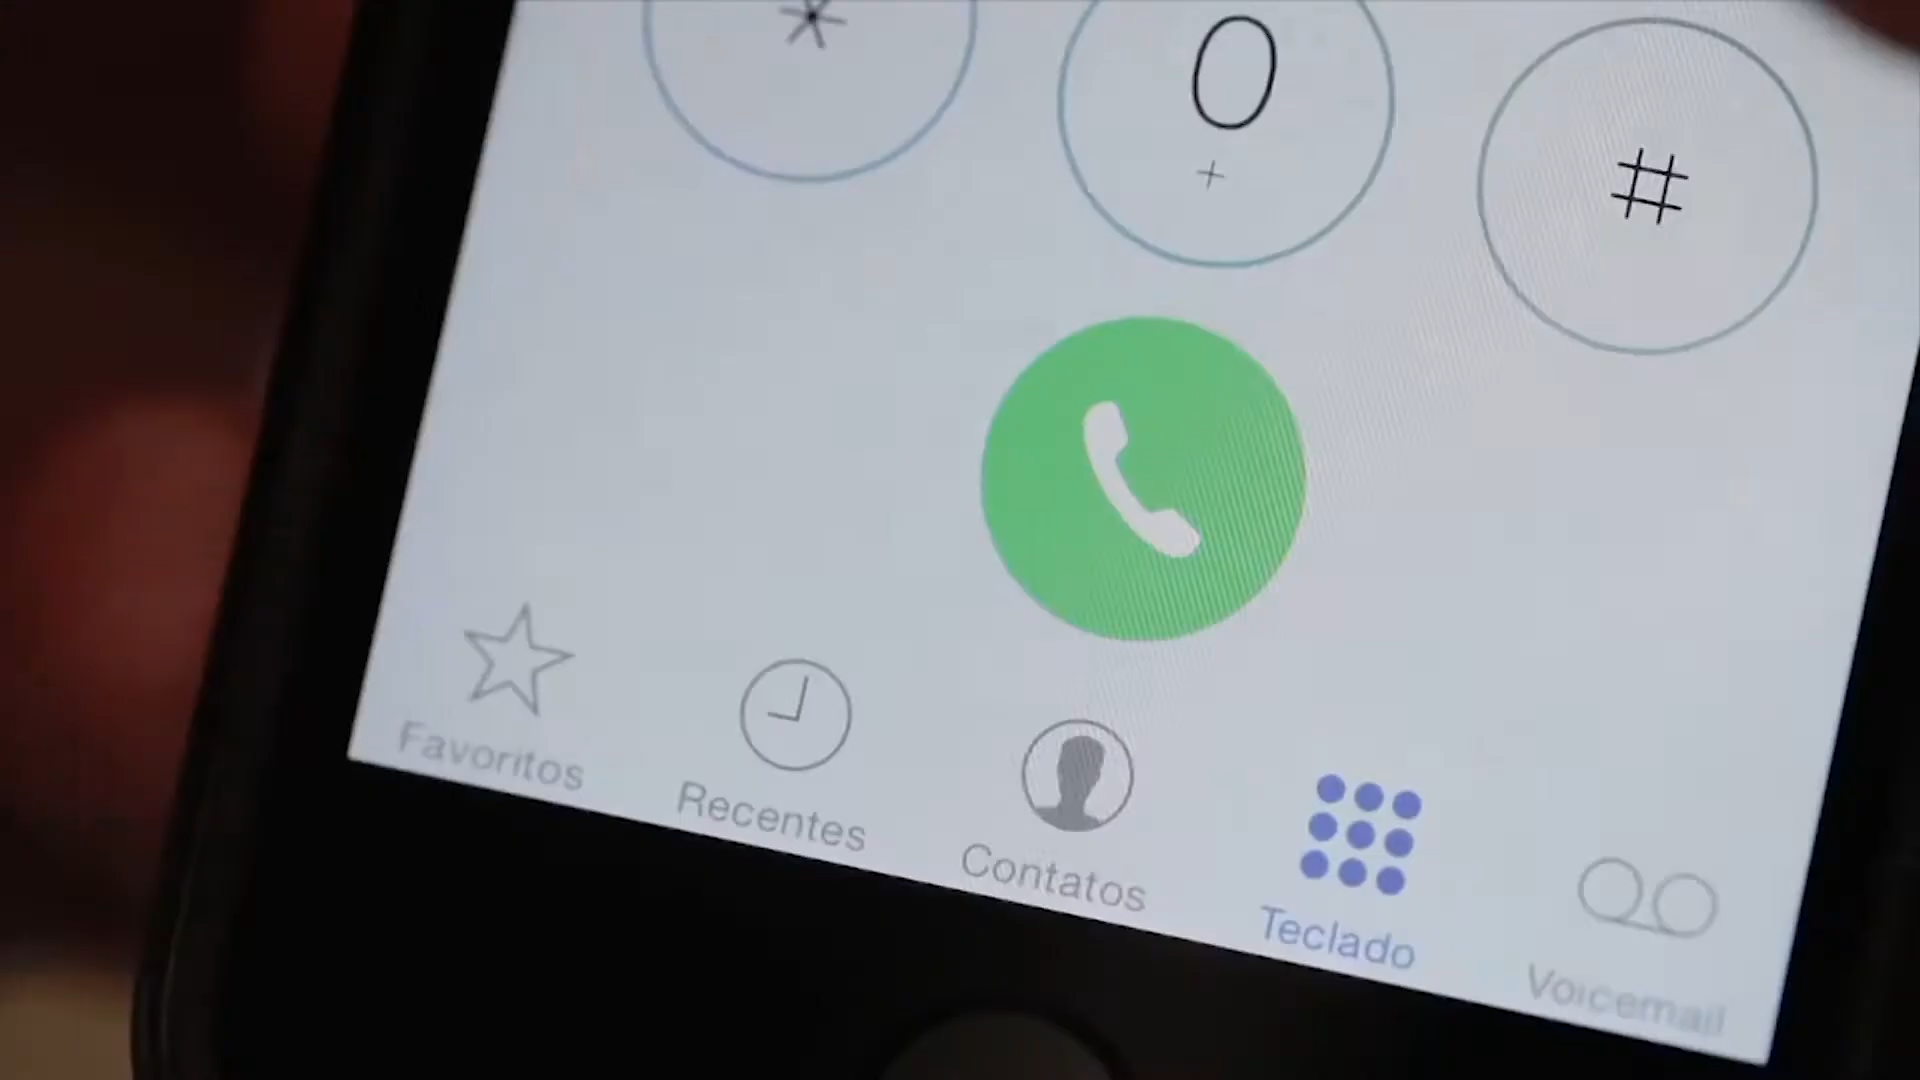 *
0
+
#
Favoritos
Recentes
Contatos
Teclado
Voicemail